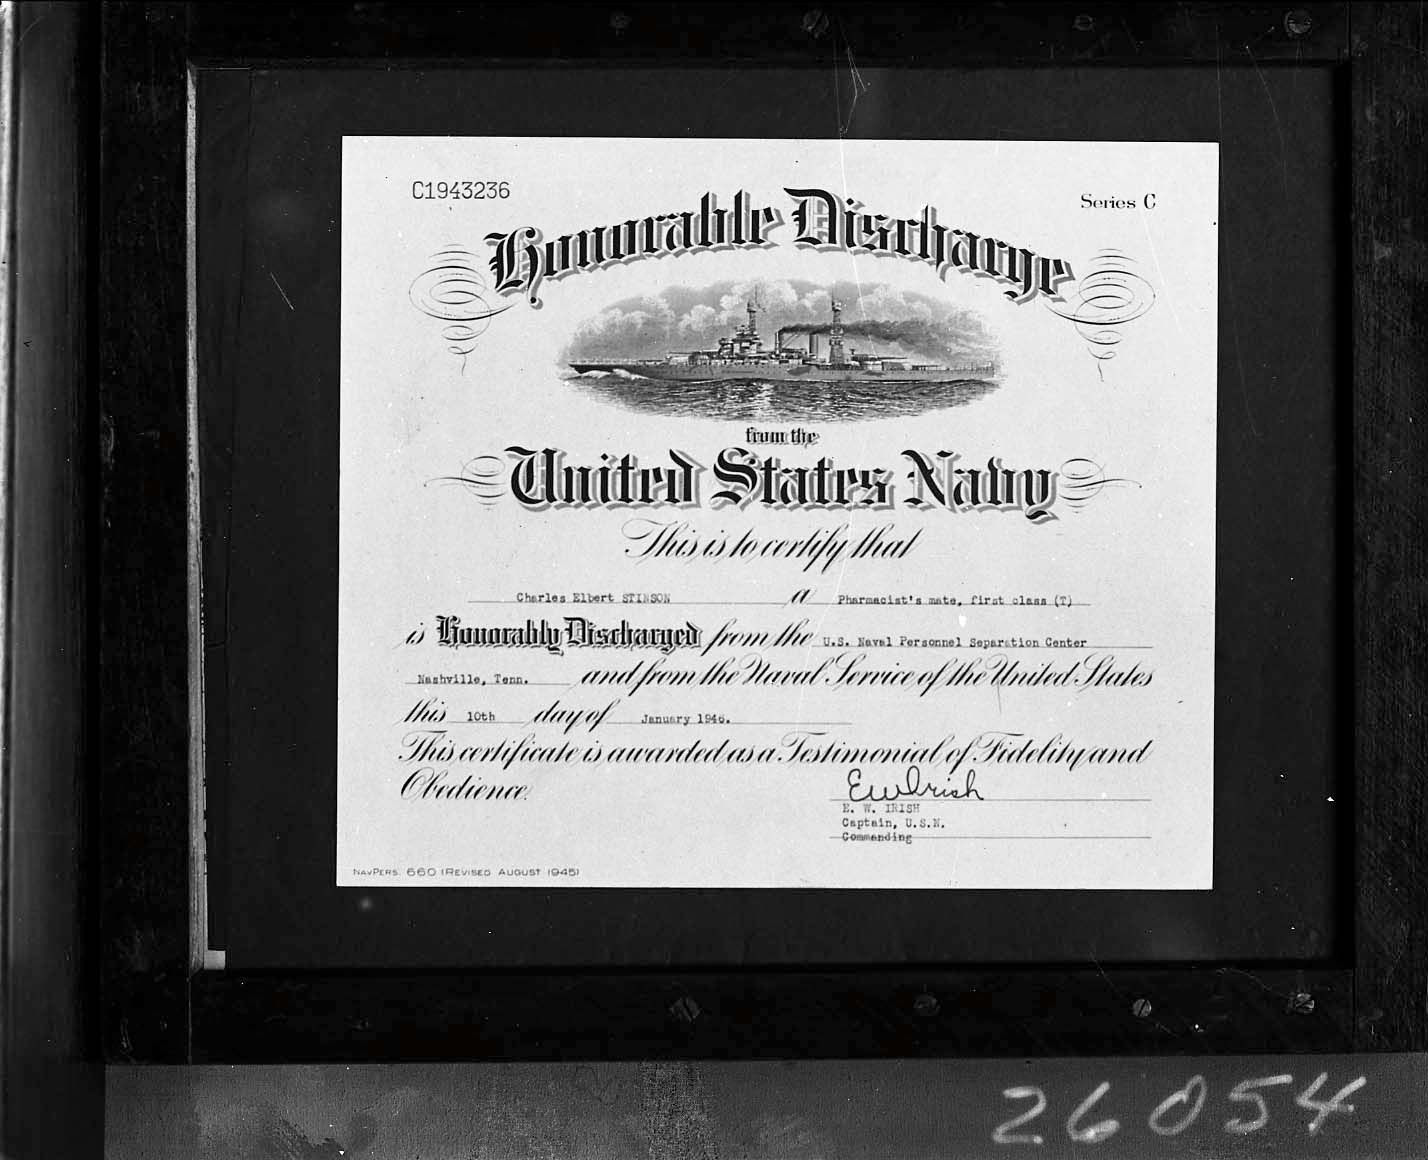 C1943236
Series C
Honorable Discharge
from the
United States Navy
This is to certify that
Charles Elbert STINSON a Pharmacist's mate, first class (T)
is Honorably Discharged from the U.S. Naval Personnel Separation Center
Nashville, Tenn. and from the Naval Service of the United States
this 10th day of January 1946.
This certificate is awarded as a Testimonial of Fidelity and
Obedience.
EWIrish
E. W. IRISH
Captain, U.S.N.
Commanding
NAVPERS. 660 (REVISED AUGUST 1945)
26054